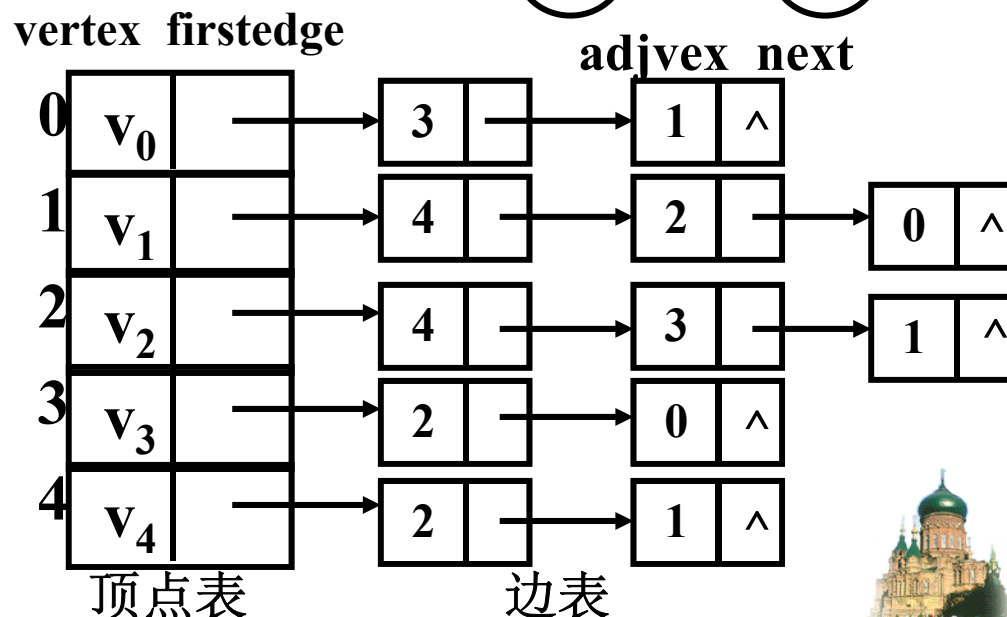 vertex firstedge
adjvex next
0 v₀ 3 1 ^
1 v₁ 4 2 0 ^
2 v₂ 4 3 1 ^
3 v₃ 2 0 ^
4 v₄ 2 1 ^
顶点表 边表